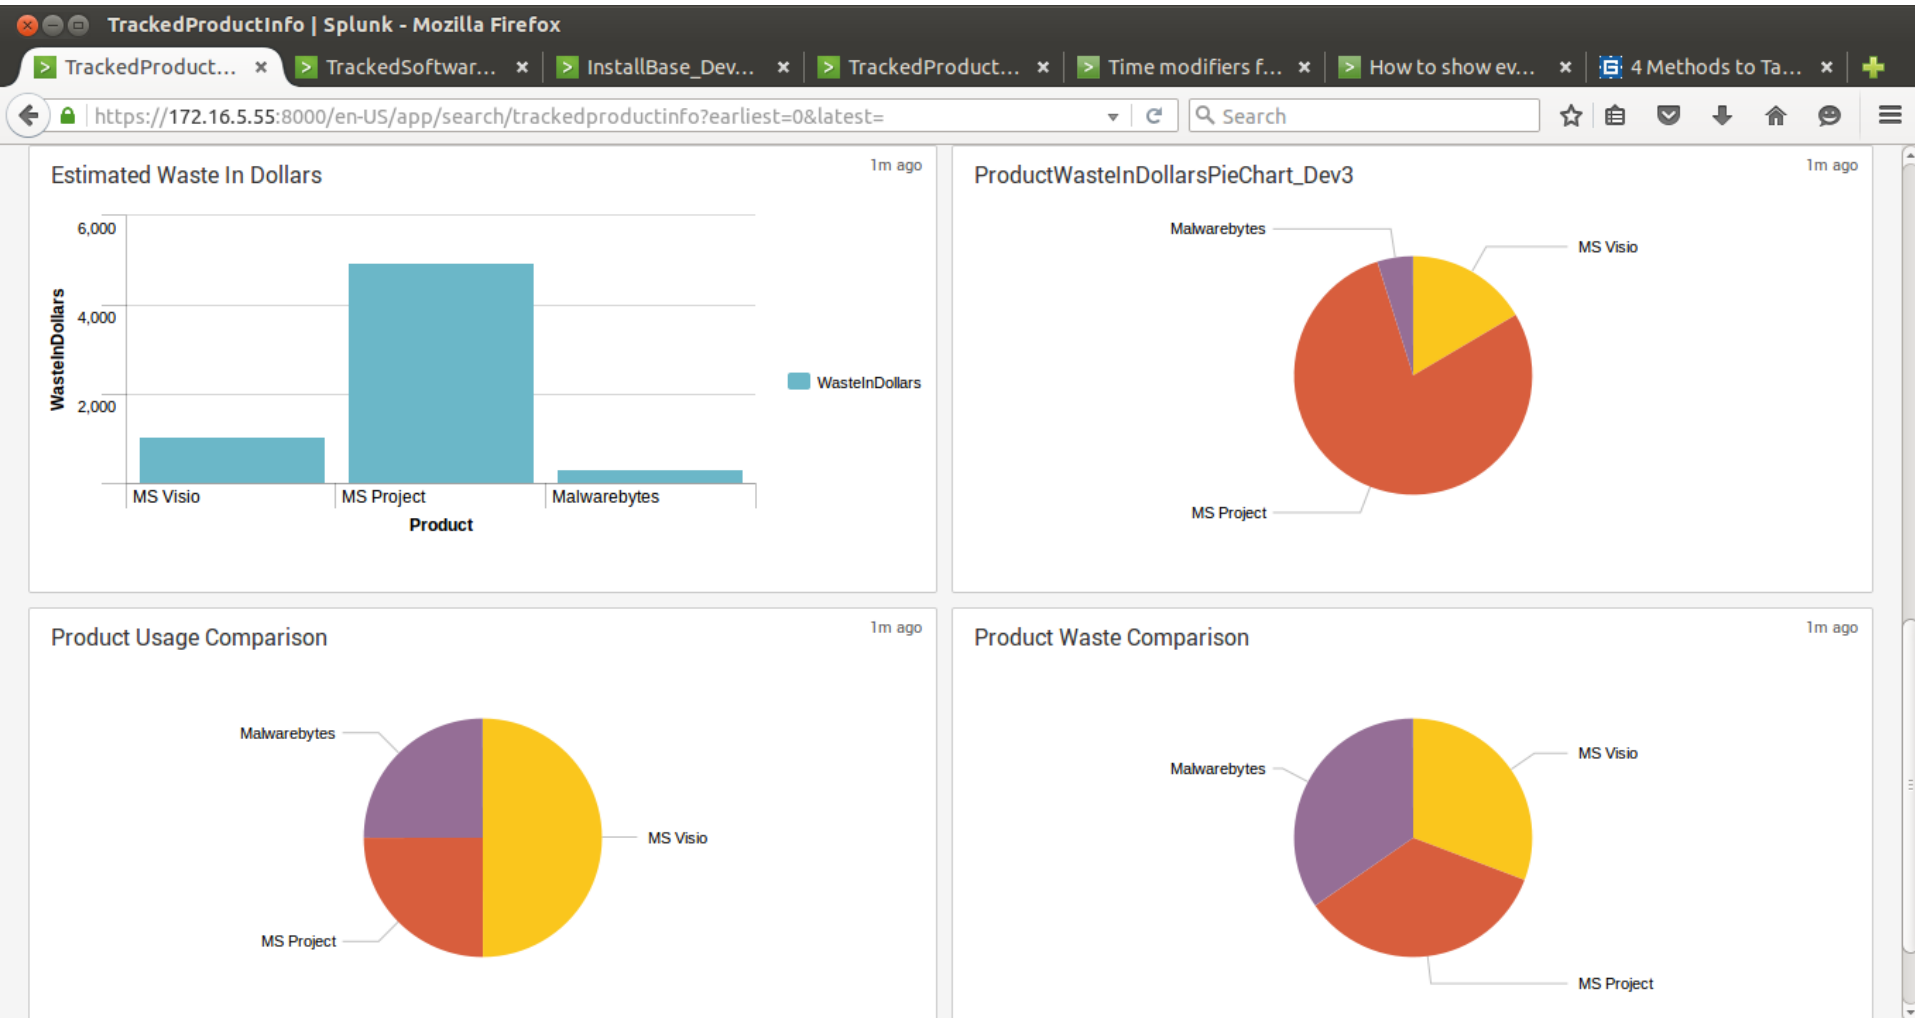 TrackedProductInfo | Splunk - Mozilla Firefox
TrackedProduct... TrackedSoftwar... InstallBase_Dev... TrackedProduct... Time modifiers f... How to show ev... 4 Methods to Ta...
https://172.16.5.55:8000/en-US/app/search/trackedproductinfo?earliest=0&latest= Search
Estimated Waste In Dollars
1m ago
6,000
4,000
2,000
WasteInDollars
MS Visio MS Project Malwarebytes
Product
WasteInDollars
ProductWasteInDollarsPieChart_Dev3
1m ago
Malwarebytes
MS Visio
MS Project
Product Usage Comparison
1m ago
Malwarebytes
MS Visio
MS Project
Product Waste Comparison
1m ago
MS Visio
Malwarebytes
MS Project